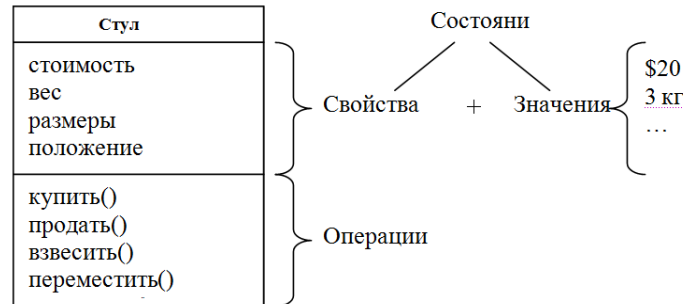 Стул
стоимость
вес
размеры
положение
купить()
продать()
взвесить()
переместить()
Состояни
Свойства + Значения
$20
3 кг
…
Операции